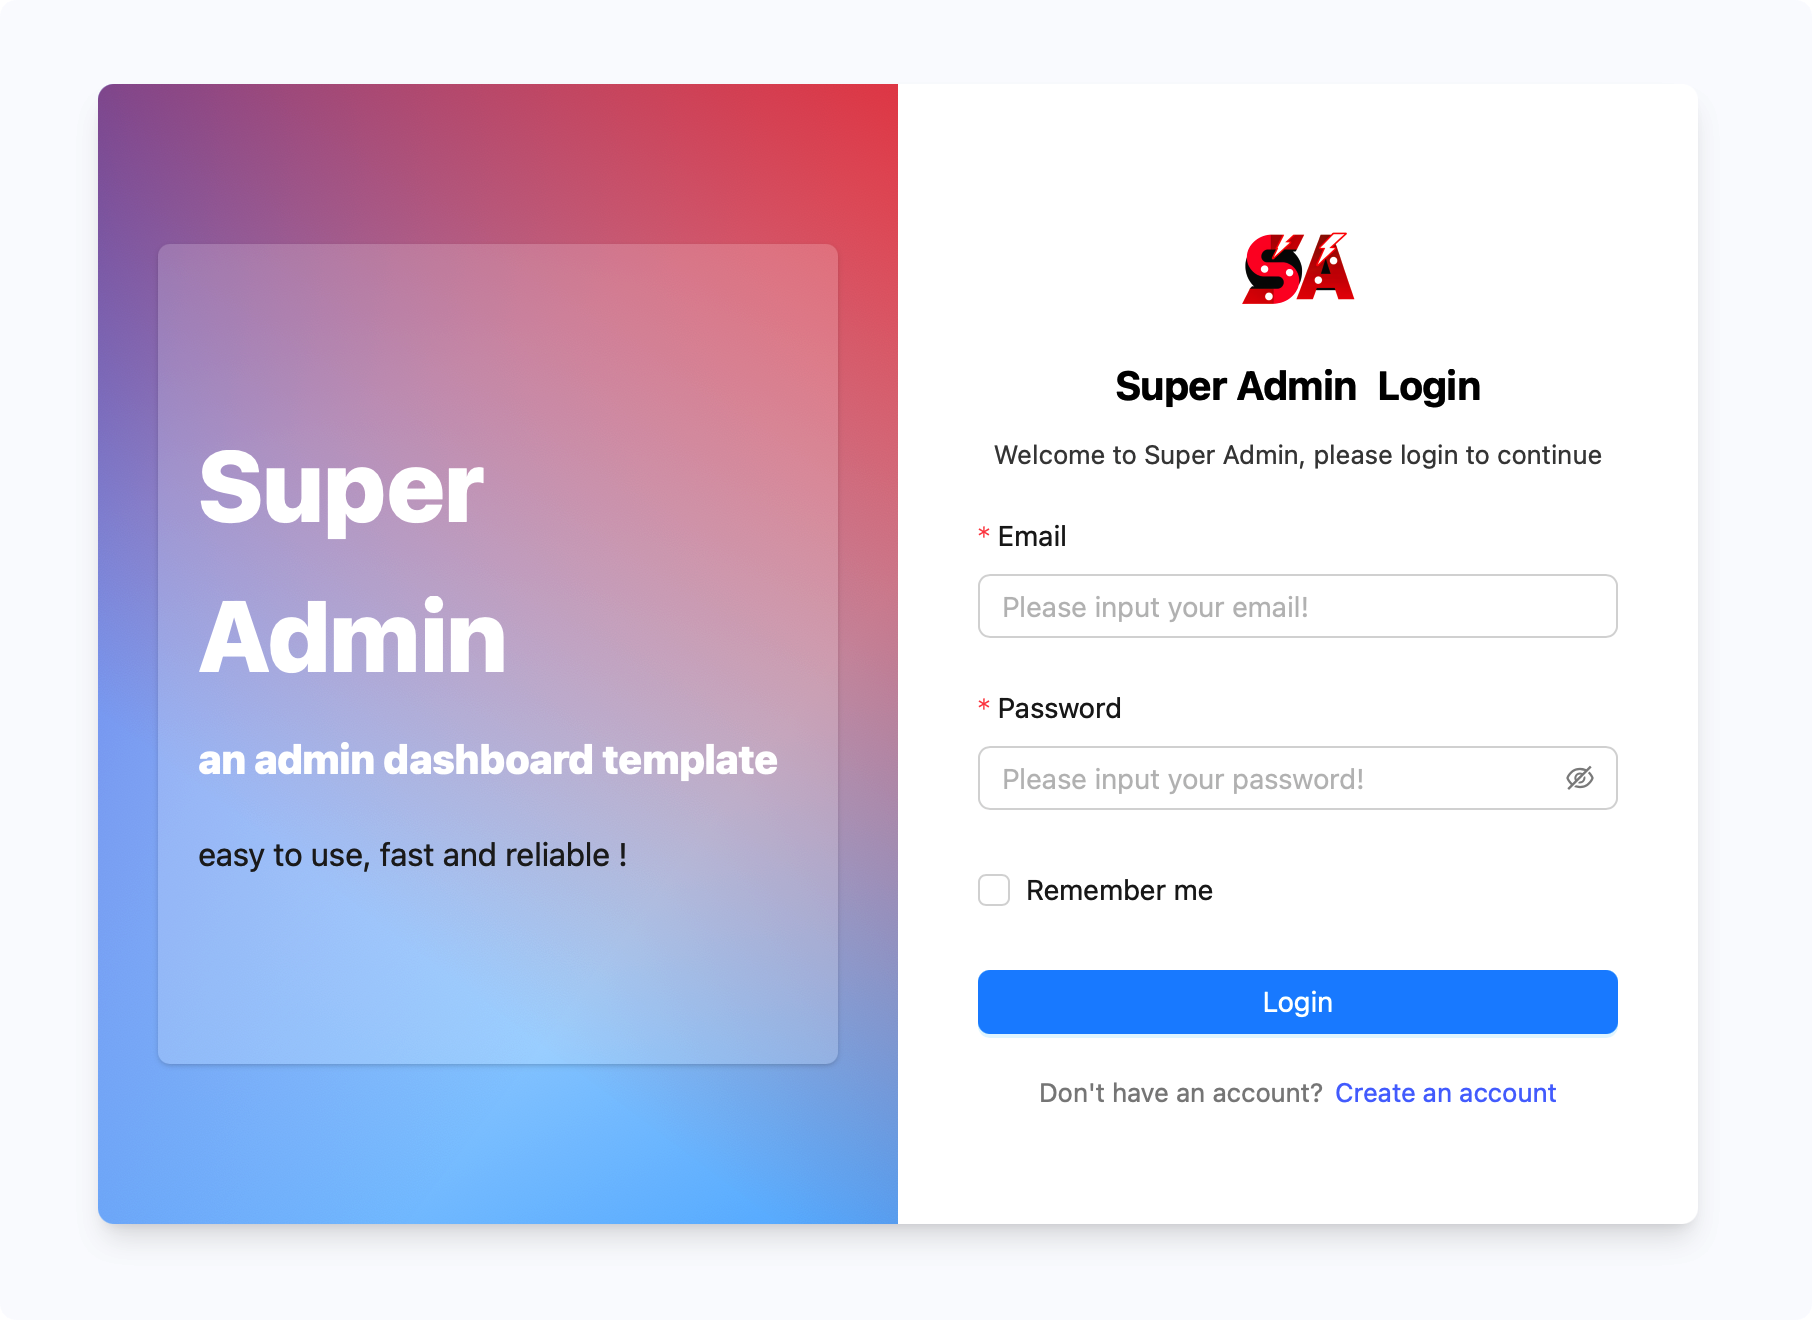 Super
Admin
an admin dashboard template
easy to use, fast and reliable !
SA
Super Admin  Login
Welcome to Super Admin, please login to continue
* Email
Please input your email!
* Password
Please input your password!
Remember me
Login
Don't have an account? Create an account